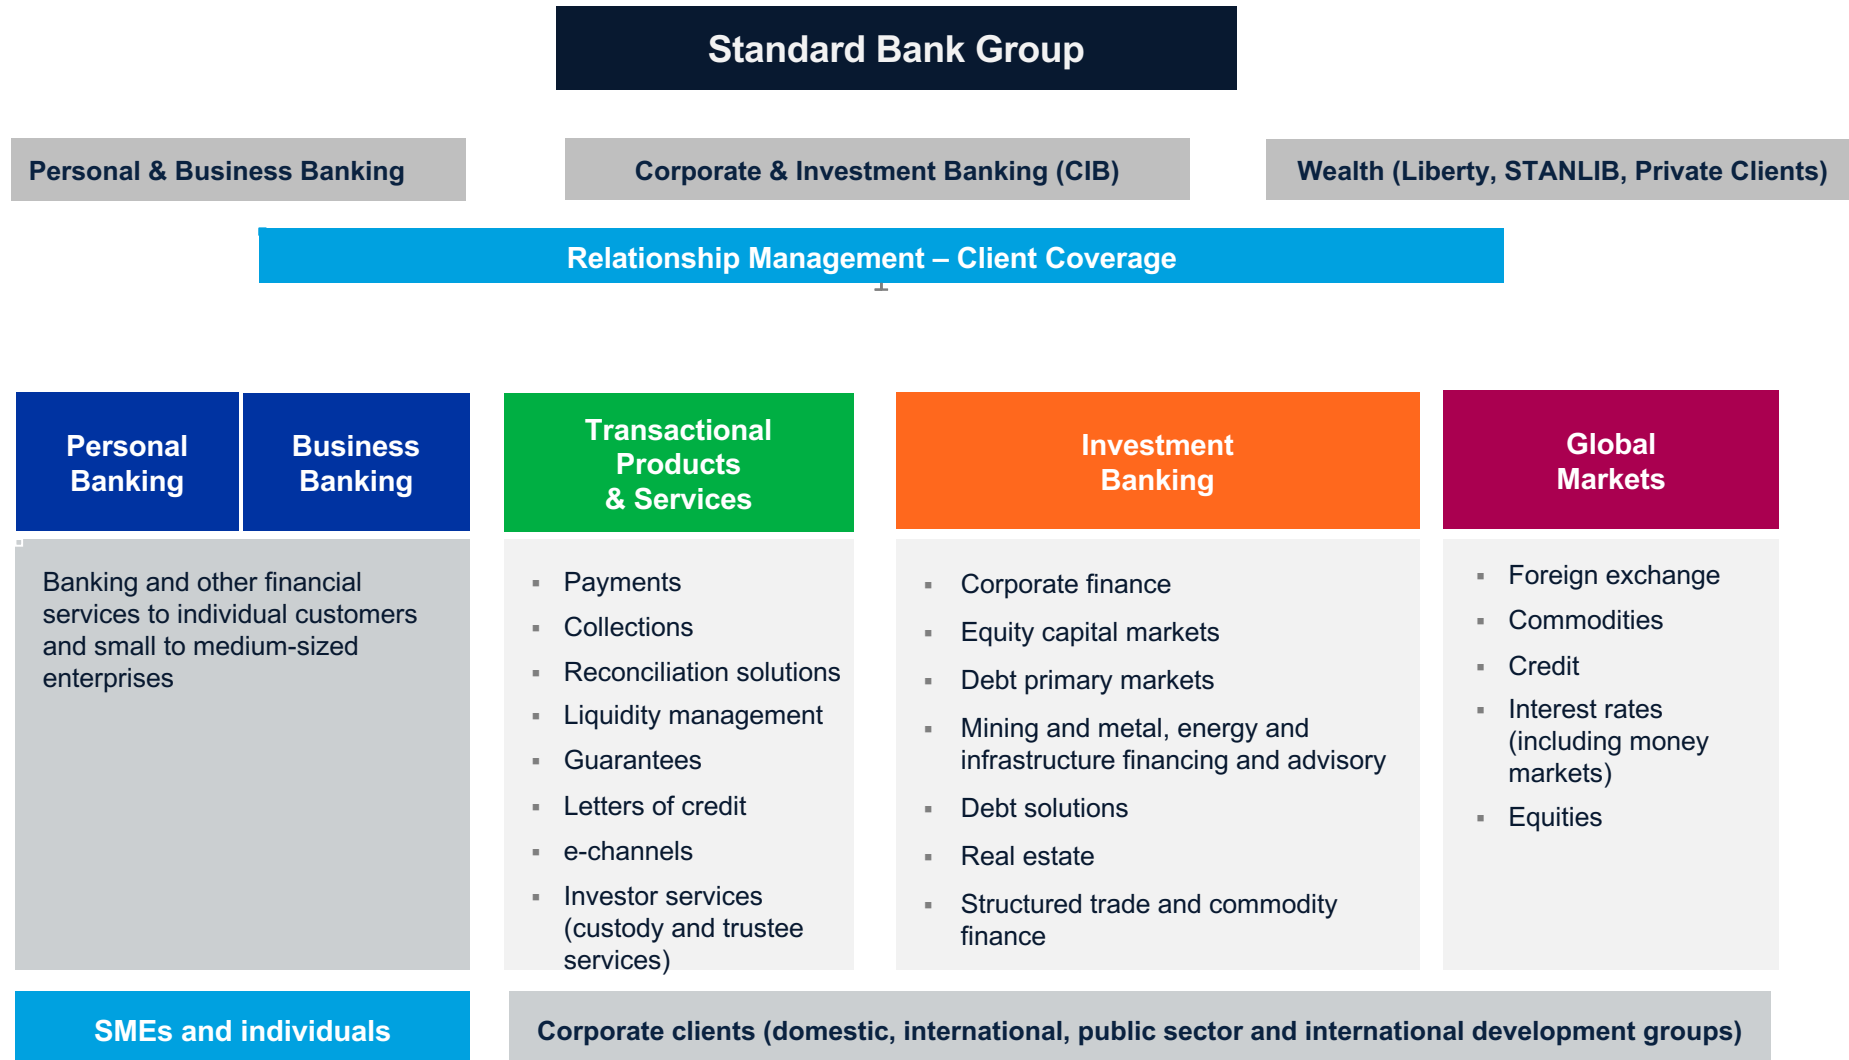 Standard Bank Group
Personal & Business Banking
Corporate & Investment Banking (CIB)
Wealth (Liberty, STANLIB, Private Clients)
Relationship Management – Client Coverage
Personal
Banking
Business
Banking
Transactional
Products
& Services
Investment
Banking
Global
Markets
Banking and other financial
services to individual customers
and small to medium-sized
enterprises
▪ Payments
▪ Collections
▪ Reconciliation solutions
▪ Liquidity management
▪ Guarantees
▪ Letters of credit
▪ e-channels
▪ Investor services
(custody and trustee
services)
▪ Corporate finance
▪ Equity capital markets
▪ Debt primary markets
▪ Mining and metal, energy and
infrastructure financing and advisory
▪ Debt solutions
▪ Real estate
▪ Structured trade and commodity
finance
▪ Foreign exchange
▪ Commodities
▪ Credit
▪ Interest rates
(including money
markets)
▪ Equities
SMEs and individuals
Corporate clients (domestic, international, public sector and international development groups)